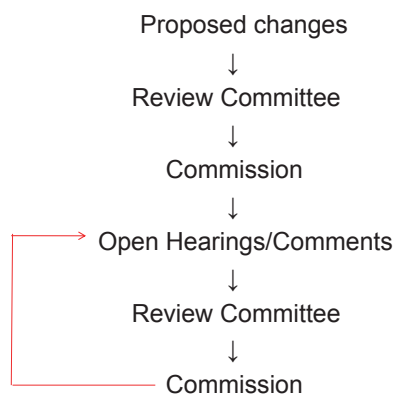 Proposed changes
↓
Review Committee
↓
Commission
↓
Open Hearings/Comments
↓
Review Committee
↓
Commission